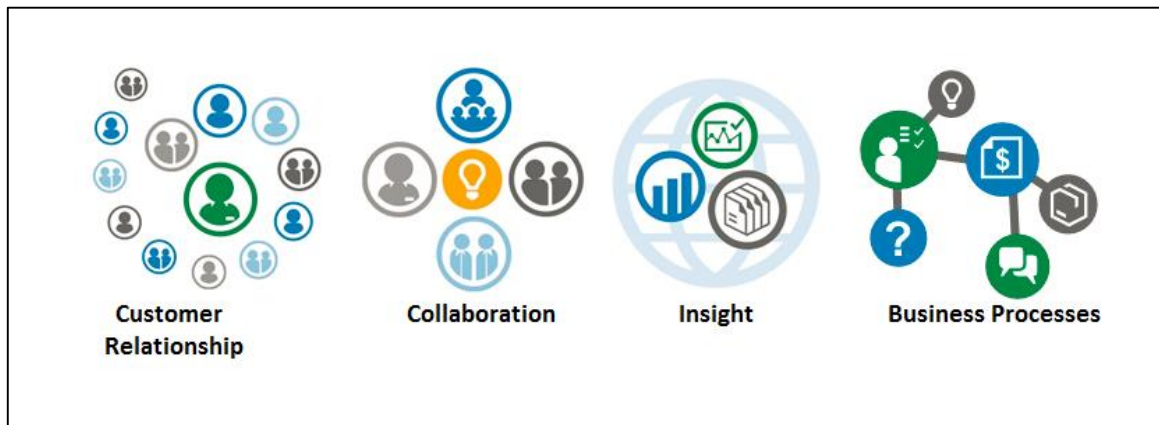 Customer
Relationship
Collaboration
Insight
Business Processes
$
?